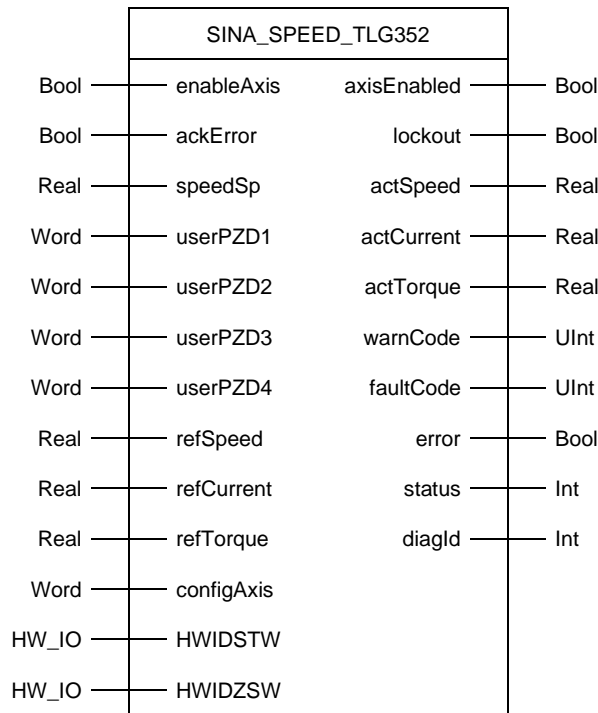 SINA_SPEED_TLG352
Bool enableAxis axisEnabled Bool
Bool ackError lockout Bool
Real speedSp actSpeed Real
Word userPZD1 actCurrent Real
Word userPZD2 actTorque Real
Word userPZD3 warnCode UInt
Word userPZD4 faultCode UInt
Real refSpeed error Bool
Real refCurrent status Int
Real refTorque diagId Int
Word configAxis
HW_IO HWIDSTW
HW_IO HWIDZSW